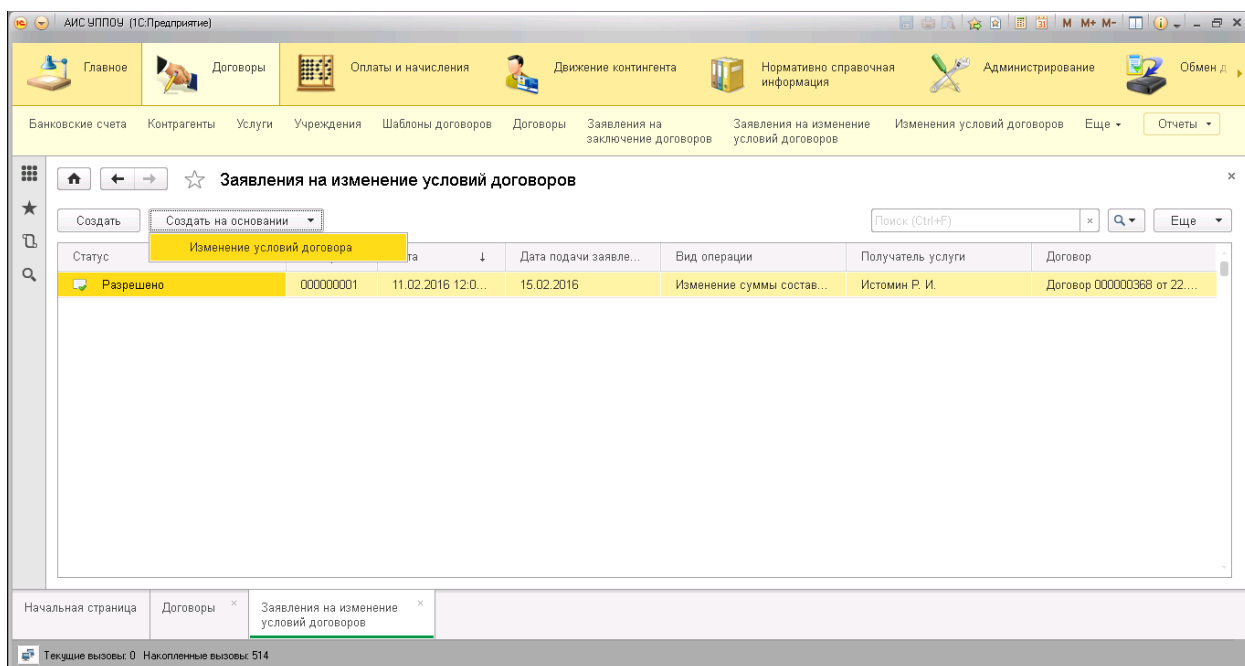 АИС УППОУ (1С:Предприятие)
M M+ M-
Главное
Договоры
Оплаты и начисления
Движение контингента
Нормативно справочная
информация
Администрирование
Обмен д
Банковские счета
Контрагенты
Услуги
Учреждения
Шаблоны договоров
Договоры
Заявления на
заключение договоров
Заявления на изменение
условий договоров
Изменения условий договоров
Еще
Отчеты
Заявления на изменение условий договоров
Создать
Создать на основании
Поиск (Ctrl+F)
Еще
Изменение условий договора
Статус
та
Дата подачи заявле...
Вид операции
Получатель услуги
Договор
Разрешено
000000001
11.02.2016 12:0...
15.02.2016
Изменение суммы состав...
Истомин Р. И.
Договор 000000368 от 22....
Начальная страница
Договоры
Заявления на изменение
условий договоров
Текущие вызовы: 0 Накопленные вызовы: 514